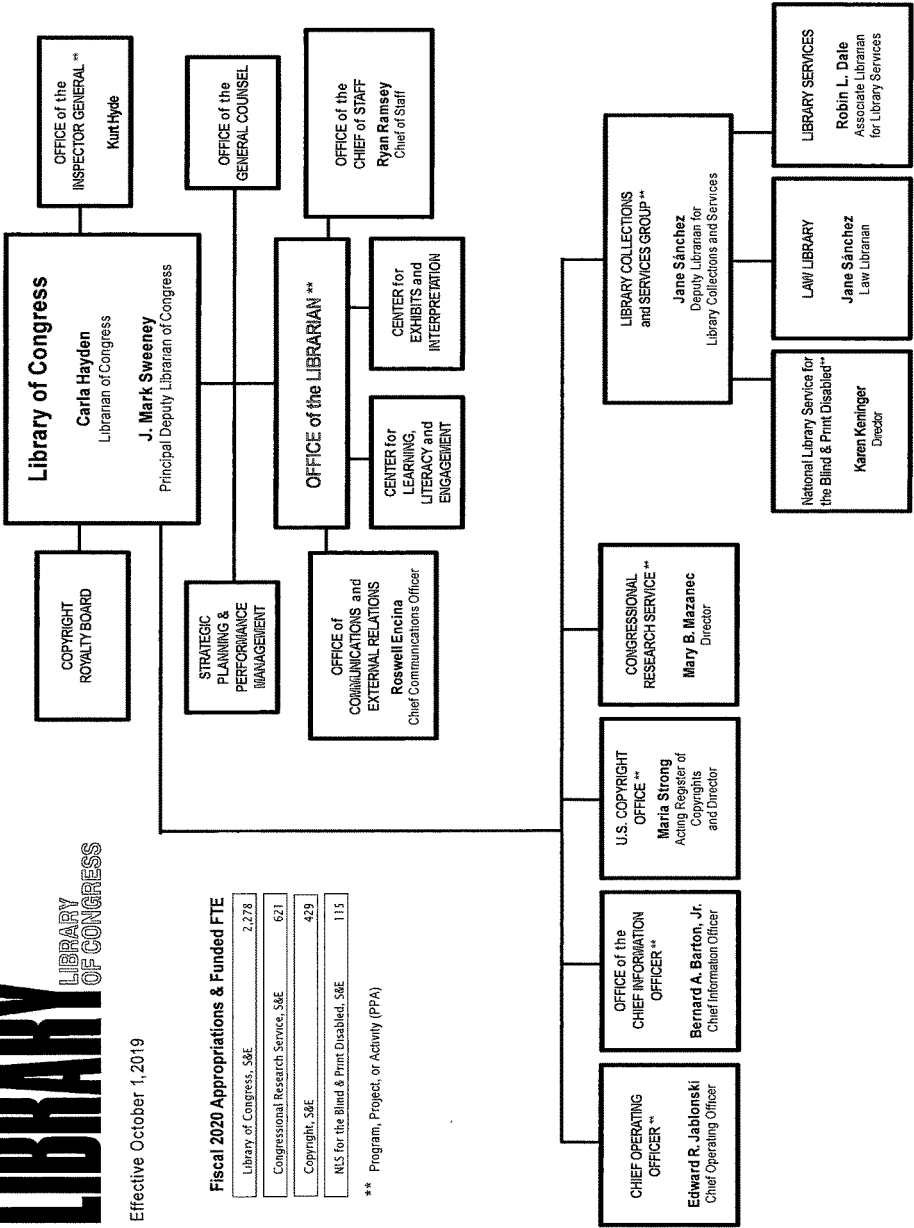 LIBRARY
LIBRARY
OF CONGRESS
Effective October 1, 2019
Fiscal 2020 Appropriations & Funded FTE
Library of Congress, S&E 2,278
Congressional Research Service, S&E 621
Copyright, S&E 429
NLS for the Blind & Print Disabled, S&E 115
** Program, Project, or Activity (PPA)
COPYRIGHT
ROYALTY BOARD
Library of Congress
Carla Hayden
Librarian of Congress
J. Mark Sweeney
Principal Deputy Librarian of Congress
OFFICE of the
INSPECTOR GENERAL **
Kurt Hyde
STRATEGIC
PLANNING &
PERFORMANCE
MANAGEMENT
OFFICE of the
GENERAL COUNSEL
OFFICE of
COMMUNICATIONS and
EXTERNAL RELATIONS
Roswell Encina
Chief Communications Officer
OFFICE of the LIBRARIAN **
CENTER for
LEARNING,
LITERACY and
ENGAGEMENT
CENTER for
EXHIBITS and
INTERPRETATION
OFFICE of the
CHIEF of STAFF
Ryan Ramsey
Chief of Staff
CHIEF OPERATING
OFFICER **
Edward R. Jablonski
Chief Operating Officer
OFFICE of the
CHIEF INFORMATION
OFFICER **
Bernard A. Barton, Jr.
Chief Information Officer
U.S. COPYRIGHT
OFFICE **
Maria Strong
Acting Register of
Copyrights
and Director
CONGRESSIONAL
RESEARCH SERVICE **
Mary B. Mazanec
Director
LIBRARY COLLECTIONS
and SERVICES GROUP **
Jane Sánchez
Deputy Librarian for
Library Collections and Services
National Library Service for
the Blind & Print Disabled**
Karen Keninger
Director
LAW LIBRARY
Jane Sánchez
Law Librarian
LIBRARY SERVICES
Robin L. Dale
Associate Librarian
for Library Services